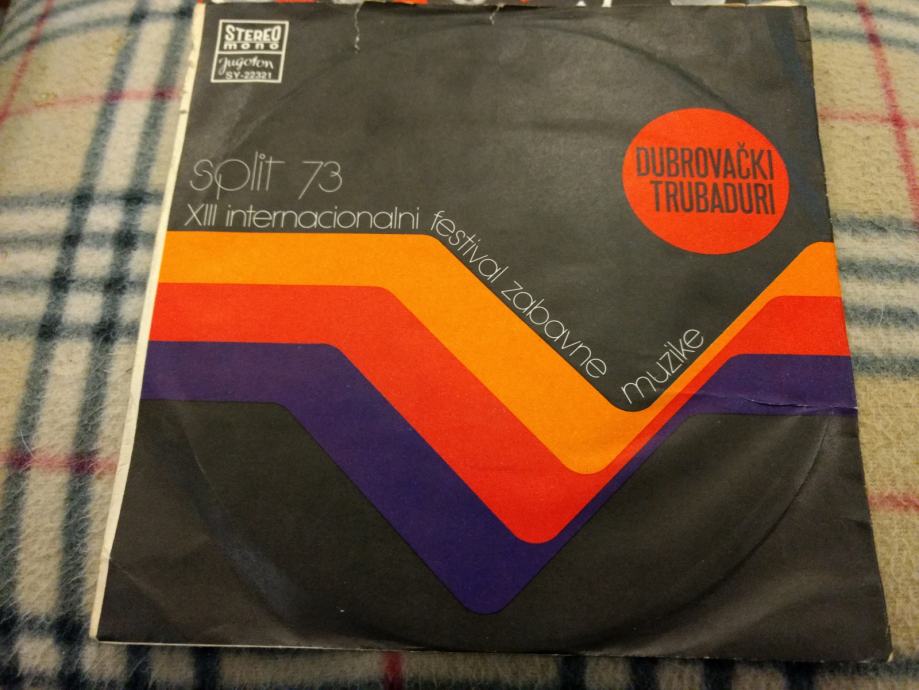 STEREO
mono
Jugoton
SY-22321
DUBROVAČKI
TRUBADURI
split 73
XIII internacionalni festival zabavne muzike